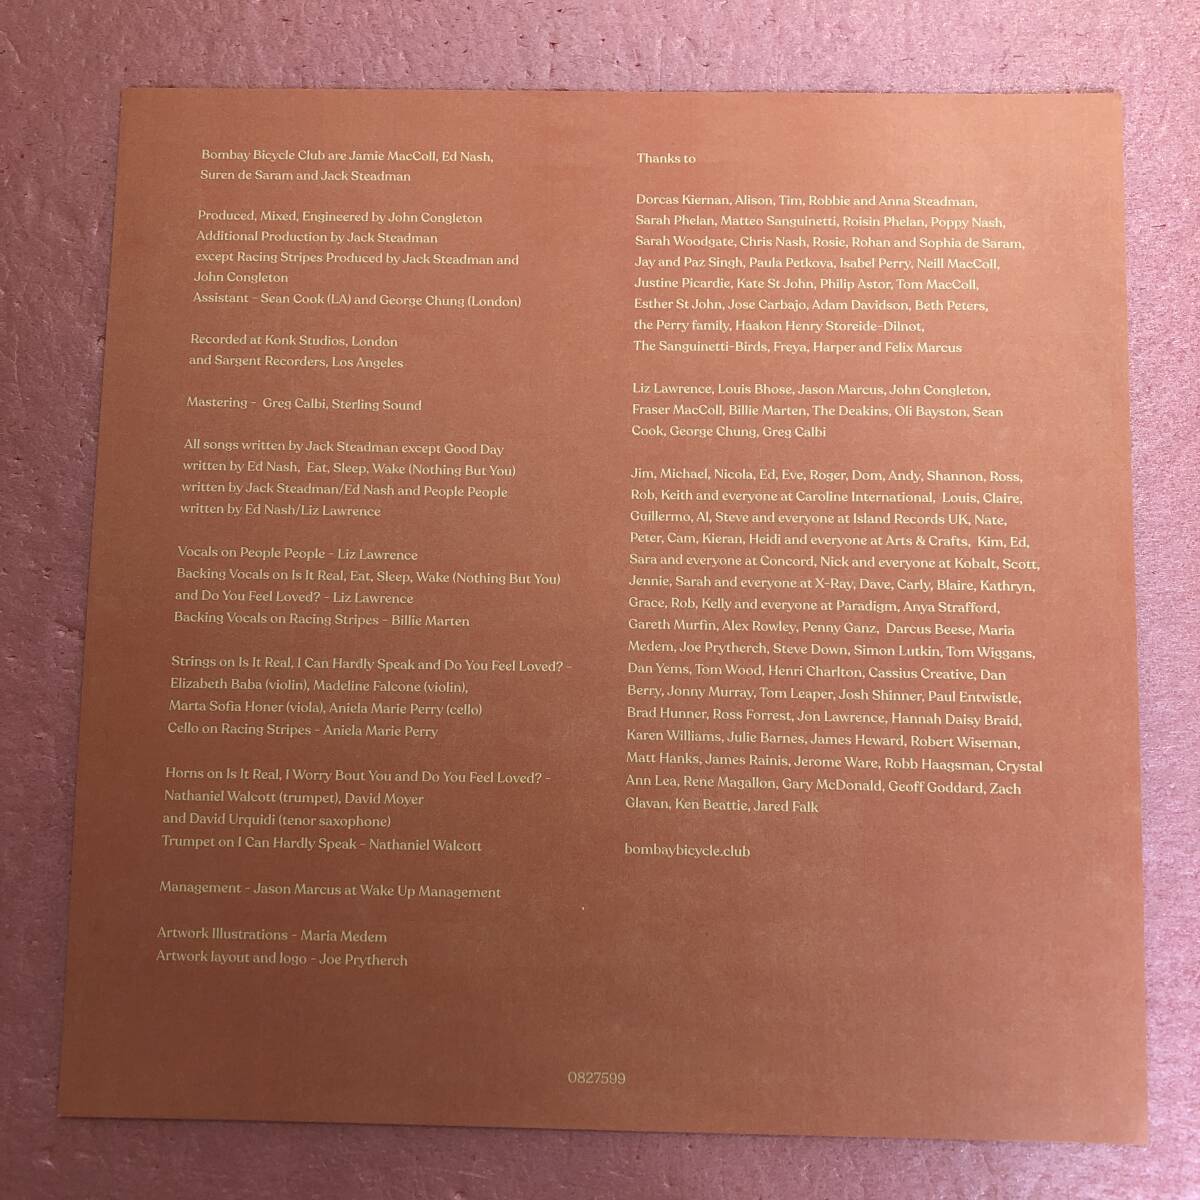 Bombay Bicycle Club are Jamie MacColl, Ed Nash,
Suren de Saram and Jack Steadman
Produced, Mixed, Engineered by John Congleton
Additional Production by Jack Steadman
except Racing Stripes Produced by Jack Steadman and
John Congleton
Assistant - Sean Cook (LA) and George Chung (London)
Recorded at Konk Studios, London
and Sargent Recorders, Los Angeles
Mastering - Greg Calbi, Sterling Sound
All songs written by Jack Steadman except Good Day
written by Ed Nash, Eat, Sleep, Wake (Nothing But You)
written by Jack Steadman/Ed Nash and People People
written by Ed Nash/Liz Lawrence
Vocals on People People - Liz Lawrence
Backing Vocals on Is It Real, Eat, Sleep, Wake (Nothing But You)
and Do You Feel Loved? - Liz Lawrence
Backing Vocals on Racing Stripes - Billie Marten
Strings on Is It Real, I Can Hardly Speak and Do You Feel Loved? -
Elizabeth Baba (violin), Madeline Falcone (violin),
Marta Sofia Honer (viola), Aniela Marie Perry (cello)
Cello on Racing Stripes - Aniela Marie Perry
Horns on Is It Real, I Worry Bout You and Do You Feel Loved? -
Nathaniel Walcott (trumpet), David Moyer
and David Urquidi (tenor saxophone)
Trumpet on I Can Hardly Speak - Nathaniel Walcott
Management - Jason Marcus at Wake Up Management
Artwork Illustrations - Maria Medem
Artwork layout and logo - Joe Prytherch
Thanks to
Dorcas Kiernan, Alison, Tim, Robbie and Anna Steadman,
Sarah Phelan, Matteo Sanguinetti, Roisin Phelan, Poppy Nash,
Sarah Woodgate, Chris Nash, Rosie, Rohan and Sophia de Saram,
Jay and Paz Singh, Paula Petkova, Isabel Perry, Neill MacColl,
Justine Picardie, Kate St John, Philip Astor, Tom MacColl,
Esther St John, Jose Carbajo, Adam Davidson, Beth Peters,
the Perry family, Haakon Henry Storeide-Dilnot,
The Sanguinetti-Birds, Freya, Harper and Felix Marcus
Liz Lawrence, Louis Bhose, Jason Marcus, John Congleton,
Fraser MacColl, Billie Marten, The Deakins, Oli Bayston, Sean
Cook, George Chung, Greg Calbi
Jim, Michael, Nicola, Ed, Eve, Roger, Dom, Andy, Shannon, Ross,
Rob, Keith and everyone at Caroline International, Louis, Claire,
Guillermo, Al, Steve and everyone at Island Records UK, Nate,
Peter, Cam, Kieran, Heidi and everyone at Arts & Crafts, Kim, Ed,
Sara and everyone at Concord, Nick and everyone at Kobalt, Scott,
Jennie, Sarah and everyone at X-Ray, Dave, Carly, Blaire, Kathryn,
Grace, Rob, Kelly and everyone at Paradigm, Anya Strafford,
Gareth Murfin, Alex Rowley, Penny Ganz, Darcus Beese, Maria
Medem, Joe Prytherch, Steve Down, Simon Lutkin, Tom Wiggans,
Dan Yems, Tom Wood, Henri Charlton, Cassius Creative, Dan
Berry, Jonny Murray, Tom Leaper, Josh Shinner, Paul Entwistle,
Brad Hunner, Ross Forrest, Jon Lawrence, Hannah Daisy Braid,
Karen Williams, Julie Barnes, James Heward, Robert Wiseman,
Matt Hanks, James Rainis, Jerome Ware, Robb Haagsman, Crystal
Ann Lea, Rene Magallon, Gary McDonald, Geoff Goddard, Zach
Glavan, Ken Beattie, Jared Falk
bombaybicycle.club
0827599